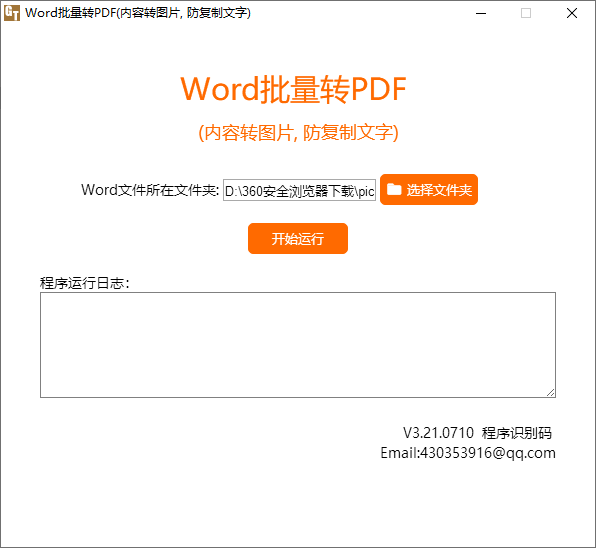 GT Word批量转PDF(内容转图片, 防复制文字)
Word批量转PDF
(内容转图片, 防复制文字)
Word文件所在文件夹: D:\360安全浏览器下载\pic 选择文件夹
开始运行
程序运行日志:
V3.21.0710 程序识别码
Email:430353916@qq.com